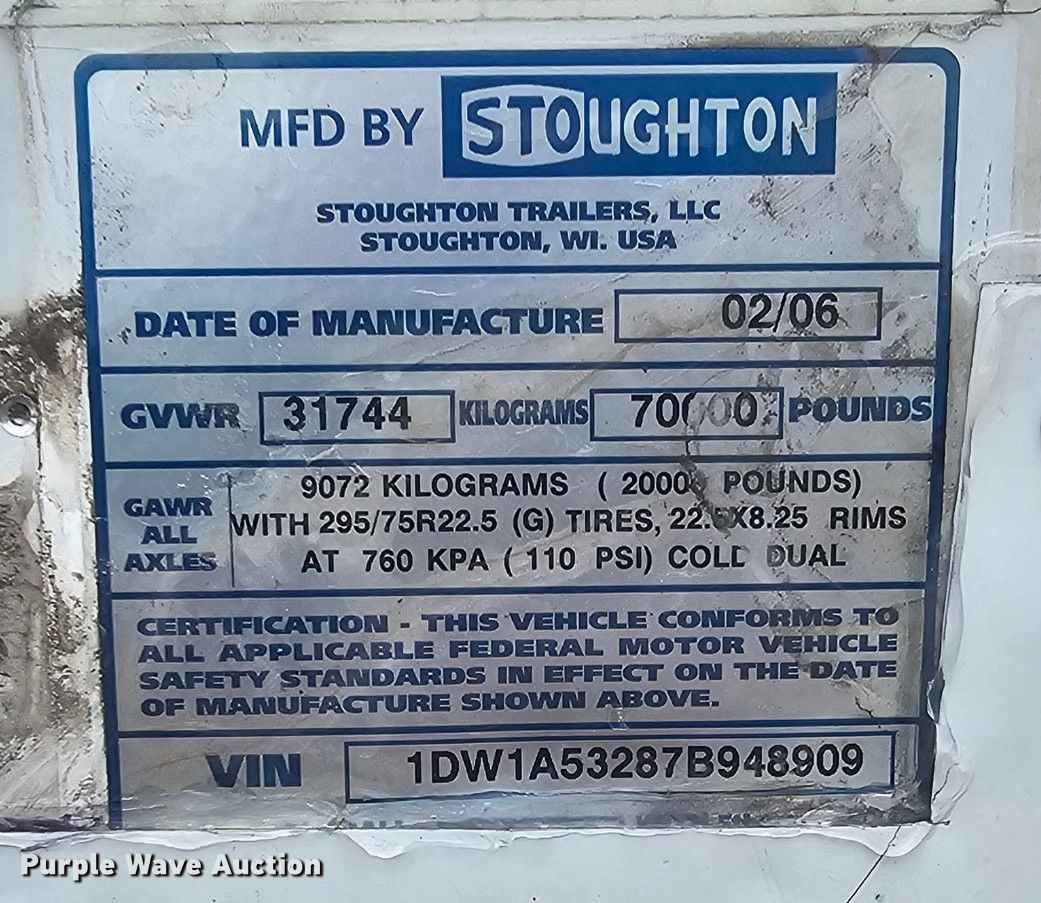 MFD BY STOUGHTON
STOUGHTON TRAILERS, LLC
STOUGHTON, WI. USA
DATE OF MANUFACTURE 02/06
GVWR 31744 KILOGRAMS 70000 POUNDS
GAWR ALL AXLES
9072 KILOGRAMS ( 20000 POUNDS)
WITH 295/75R22.5 (G) TIRES, 22.5X8.25 RIMS
AT 760 KPA ( 110 PSI) COLD DUAL
CERTIFICATION - THIS VEHICLE CONFORMS TO
ALL APPLICABLE FEDERAL MOTOR VEHICLE
SAFETY STANDARDS IN EFFECT ON THE DATE
OF MANUFACTURE SHOWN ABOVE.
VIN 1DW1A53287B948909
Purple Wave Auction